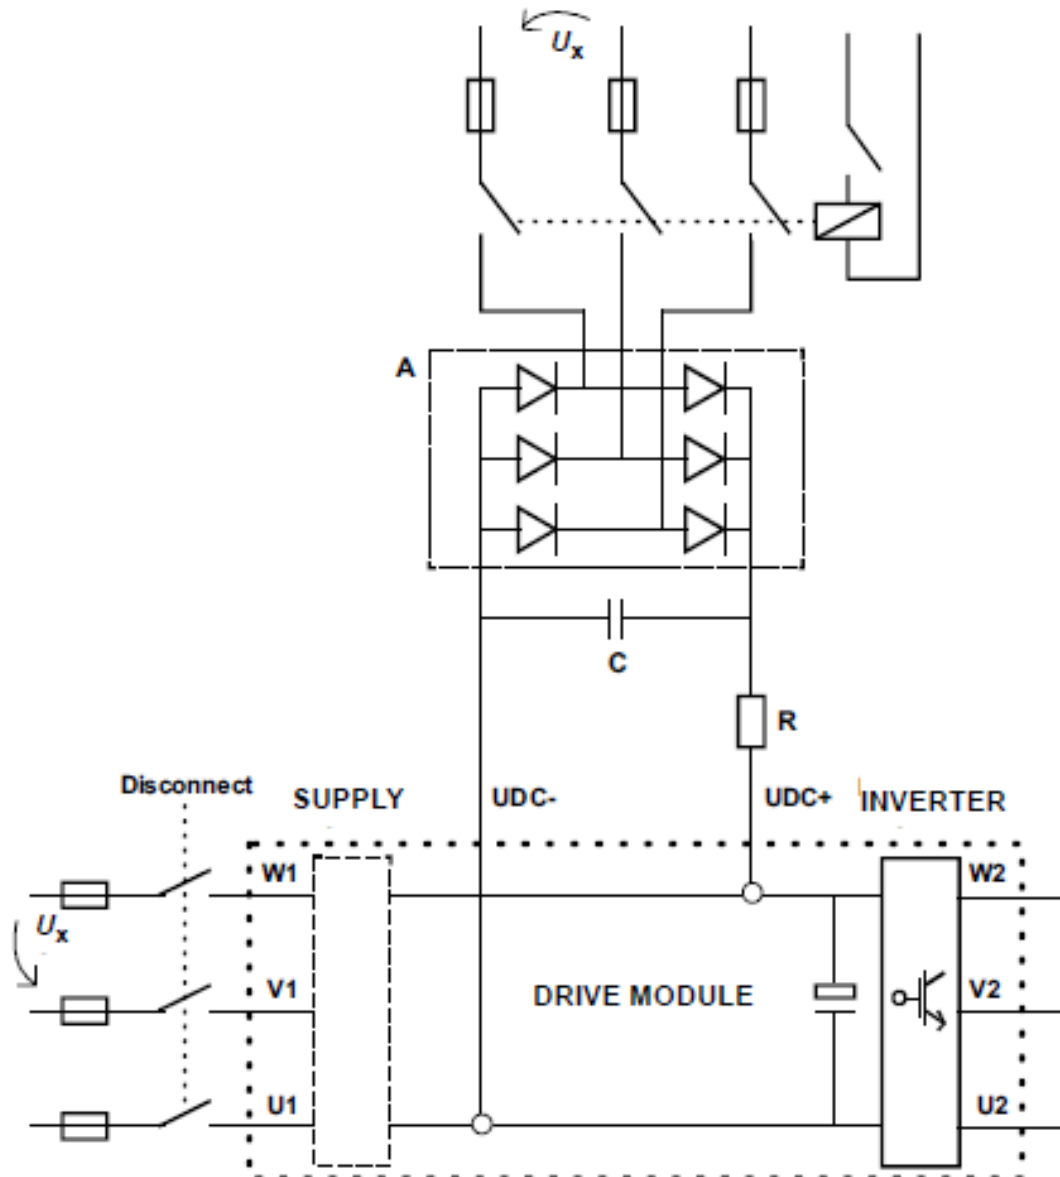 Ux
A
C
R
Disconnect
SUPPLY
UDC-
UDC+
INVERTER
W1
W2
Ux
V1
DRIVE MODULE
V2
U1
U2